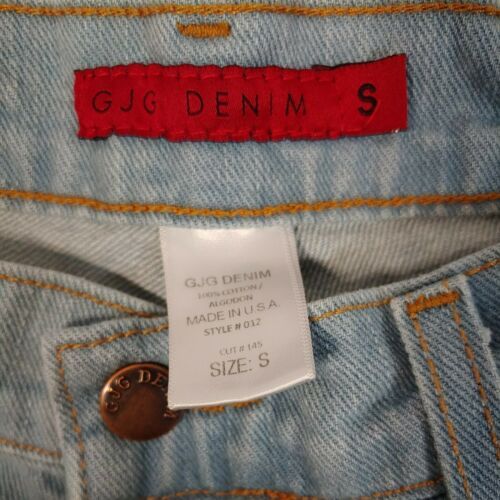 GJG DENIM S
GJG DENIM
100% COTTON/
ALGODON
MADE IN U.S.A.
STYLE # 012
CUT # 145
SIZE: S
GJG DENIM